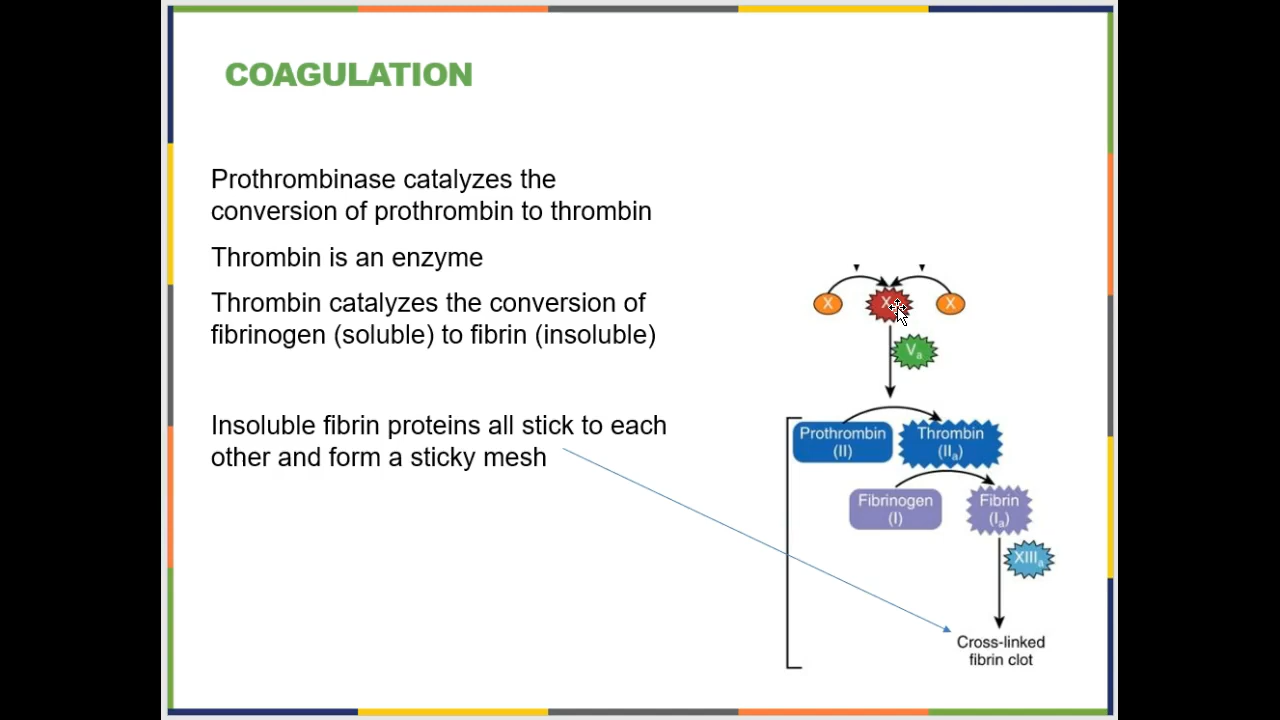 COAGULATION
Prothrombinase catalyzes the
conversion of prothrombin to thrombin
Thrombin is an enzyme
Thrombin catalyzes the conversion of
fibrinogen (soluble) to fibrin (insoluble)
Insoluble fibrin proteins all stick to each
other and form a sticky mesh
X
X
X
Va
Prothrombin
(II)
Thrombin
(IIa)
Fibrinogen
(I)
Fibrin
(Ia)
XIIIa
Cross-linked
fibrin clot